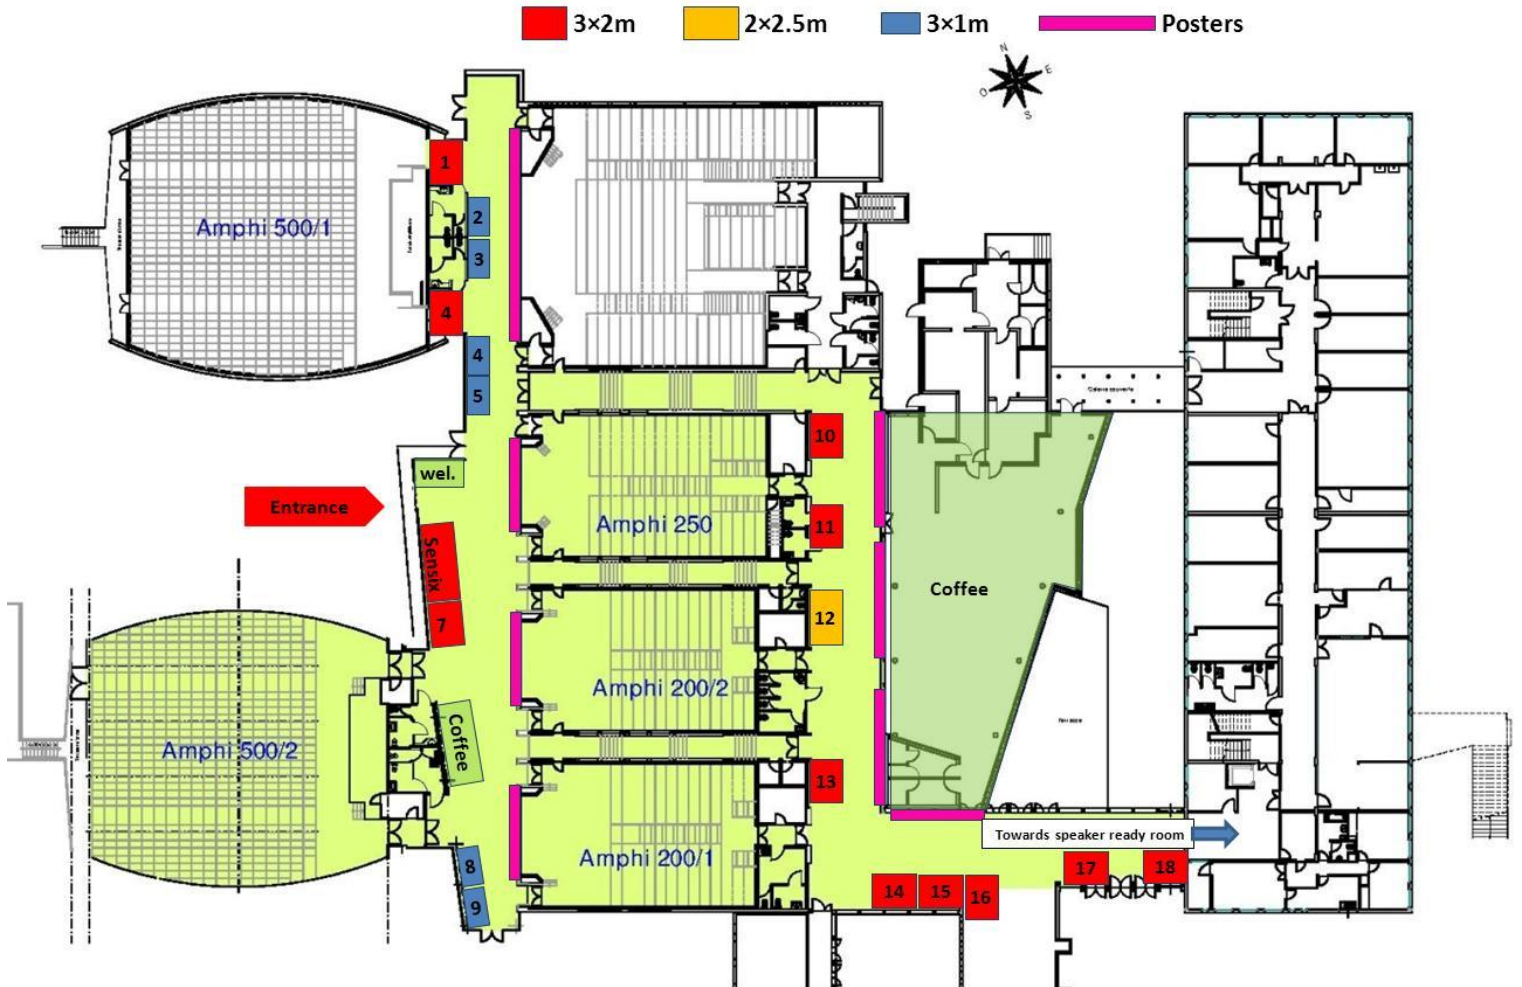 3×2m
2×2.5m
3×1m
Posters
N
E
O
S
1
Amphi 500/1
2
3
4
4
5
10
wel.
Entrance
11
Amphi 250
Sensix
Coffee
12
7
Amphi 200/2
Coffee
Amphi 500/2
13
Towards speaker ready room
8
Amphi 200/1
17
18
9
14
15
16